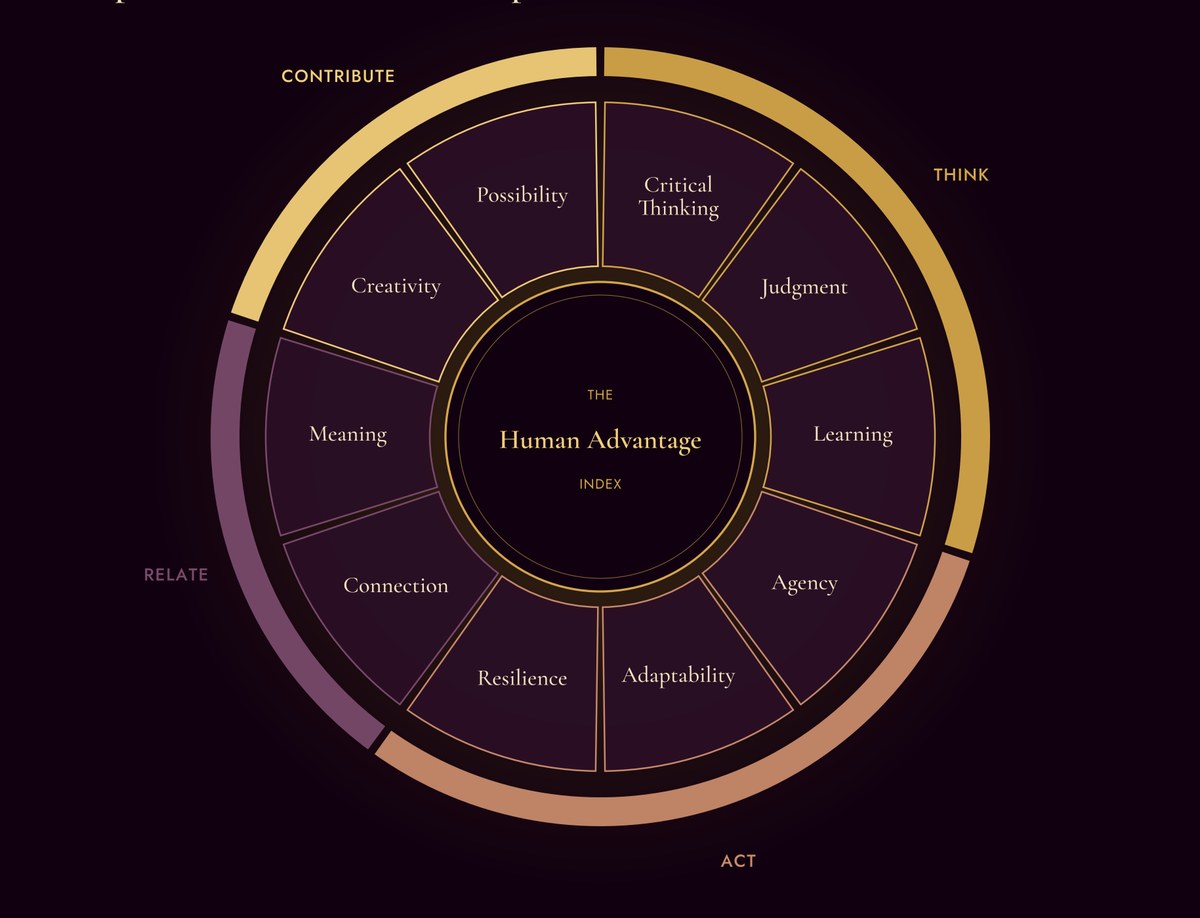 CONTRIBUTE
THINK
Possibility
Critical
Thinking
Creativity
Judgment
Meaning
Learning
THE
Human Advantage
INDEX
Connection
Agency
Resilience
Adaptability
RELATE
ACT